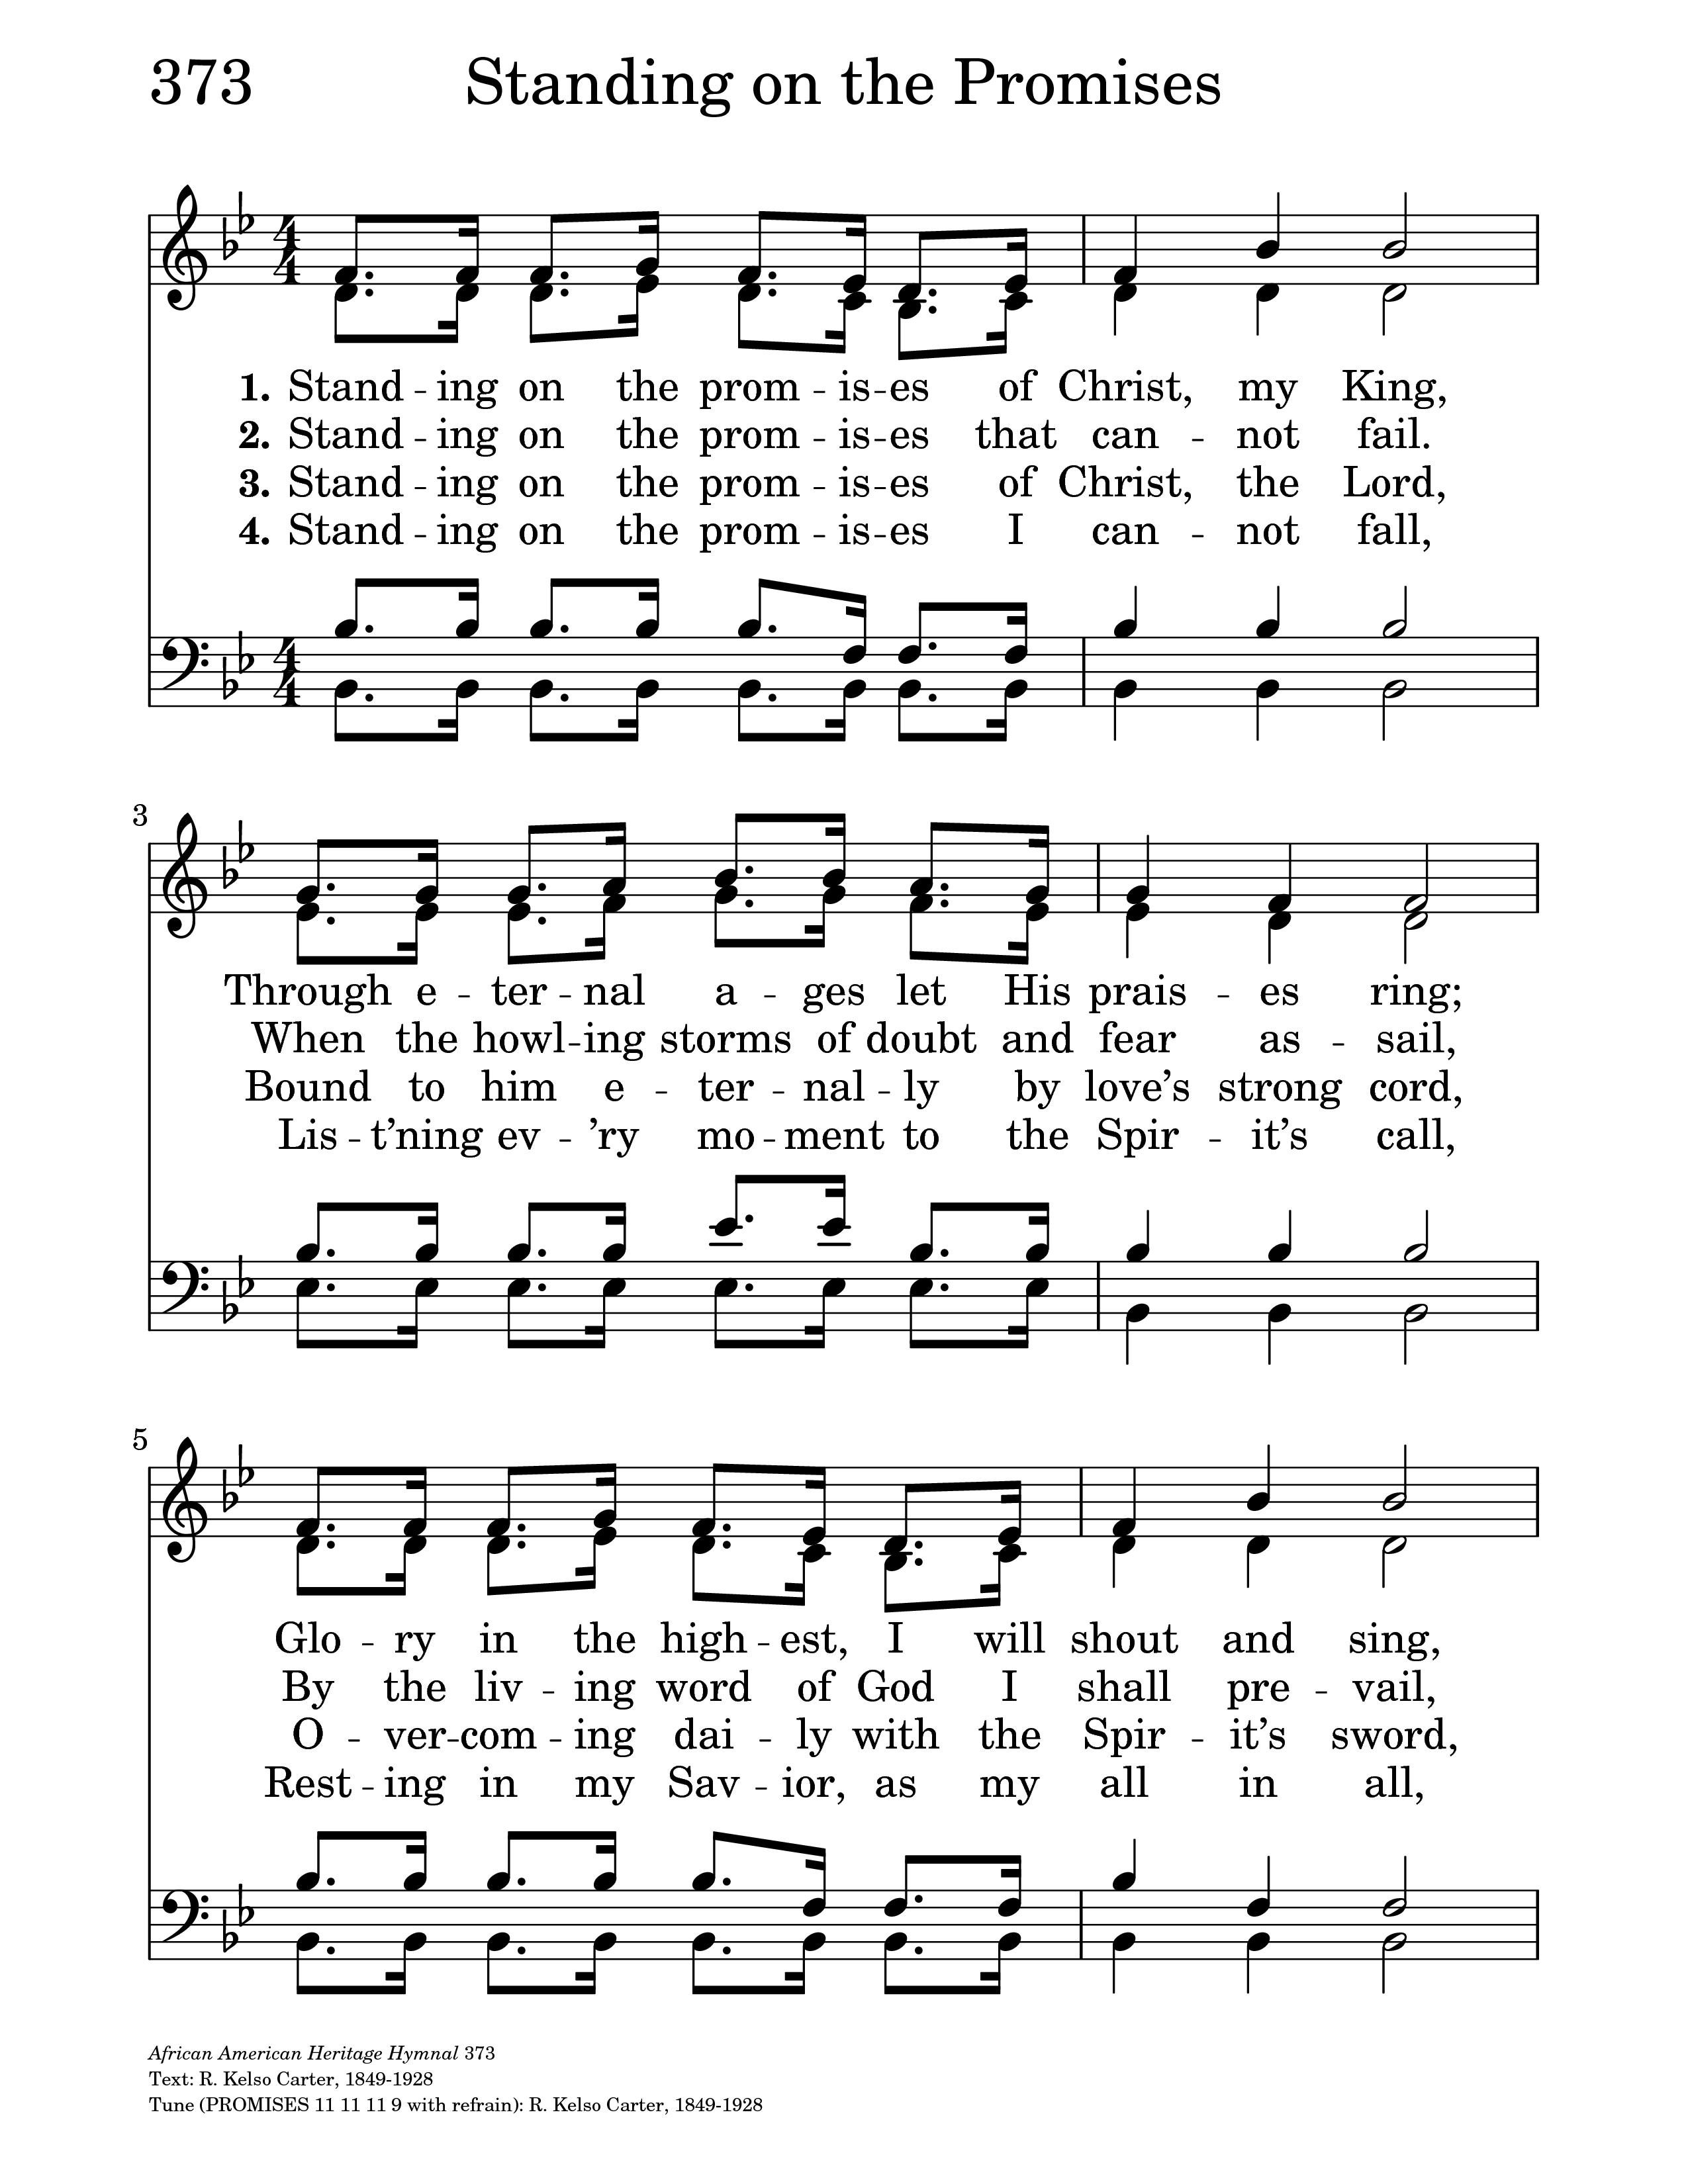 373 Standing on the Promises
1. Stand -- ing on the prom -- is -- es of Christ, my King,
2. Stand -- ing on the prom -- is -- es that can -- not fail.
3. Stand -- ing on the prom -- is -- es of Christ, the Lord,
4. Stand -- ing on the prom -- is -- es I can -- not fall,
3
Through e -- ter -- nal a -- ges let His prais -- es ring;
When the howl -- ing storms of doubt and fear as -- sail,
Bound to him e -- ter -- nal -- ly by love’s strong cord,
Lis -- t’ning ev -- ’ry mo -- ment to the Spir -- it’s call,
5
Glo -- ry in the high -- est, I will shout and sing,
By the liv -- ing word of God I shall pre -- vail,
O -- ver -- com -- ing dai -- ly with the Spir -- it’s sword,
Rest -- ing in my Sav -- ior, as my all in all,
African American Heritage Hymnal 373
Text: R. Kelso Carter, 1849-1928
Tune (PROMISES 11 11 11 9 with refrain): R. Kelso Carter, 1849-1928